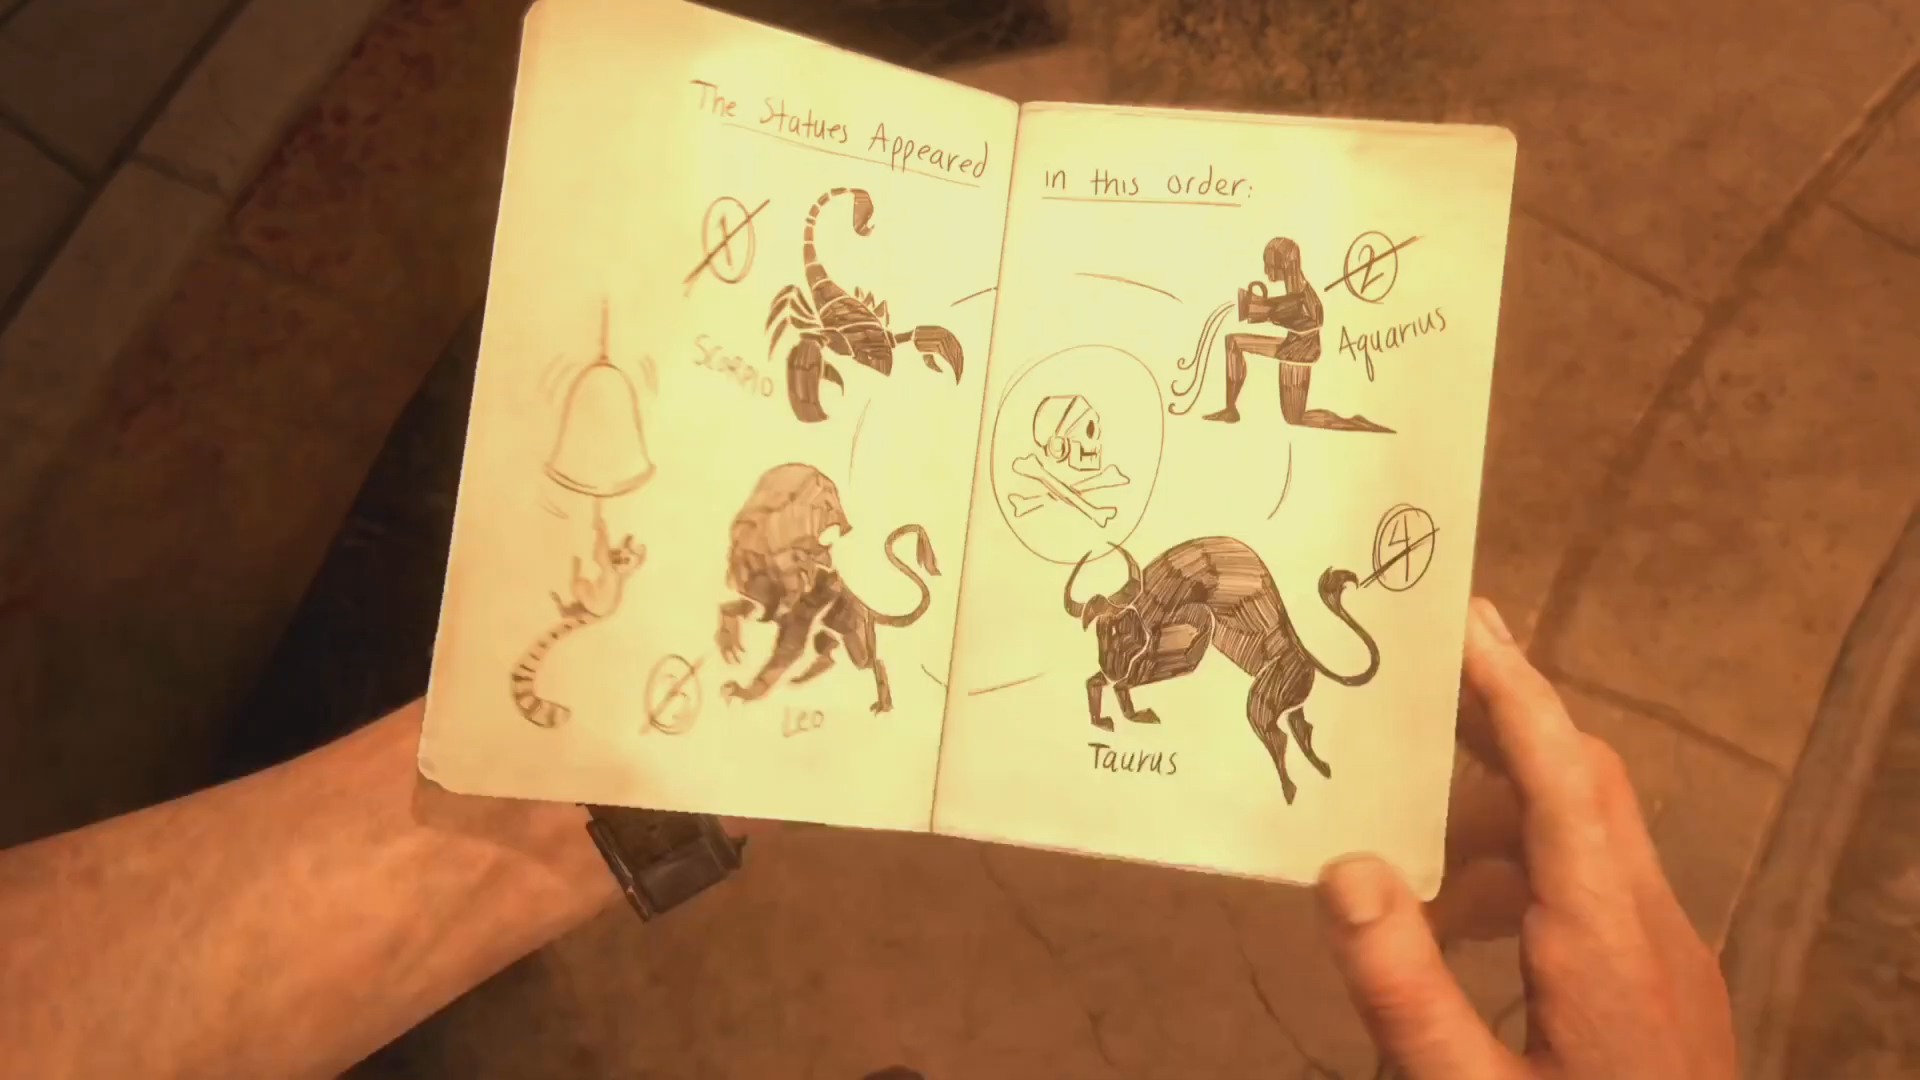 The Statues Appeared
in this order:
1
Scorpio
2
Aquarius
3
Leo
4
Taurus